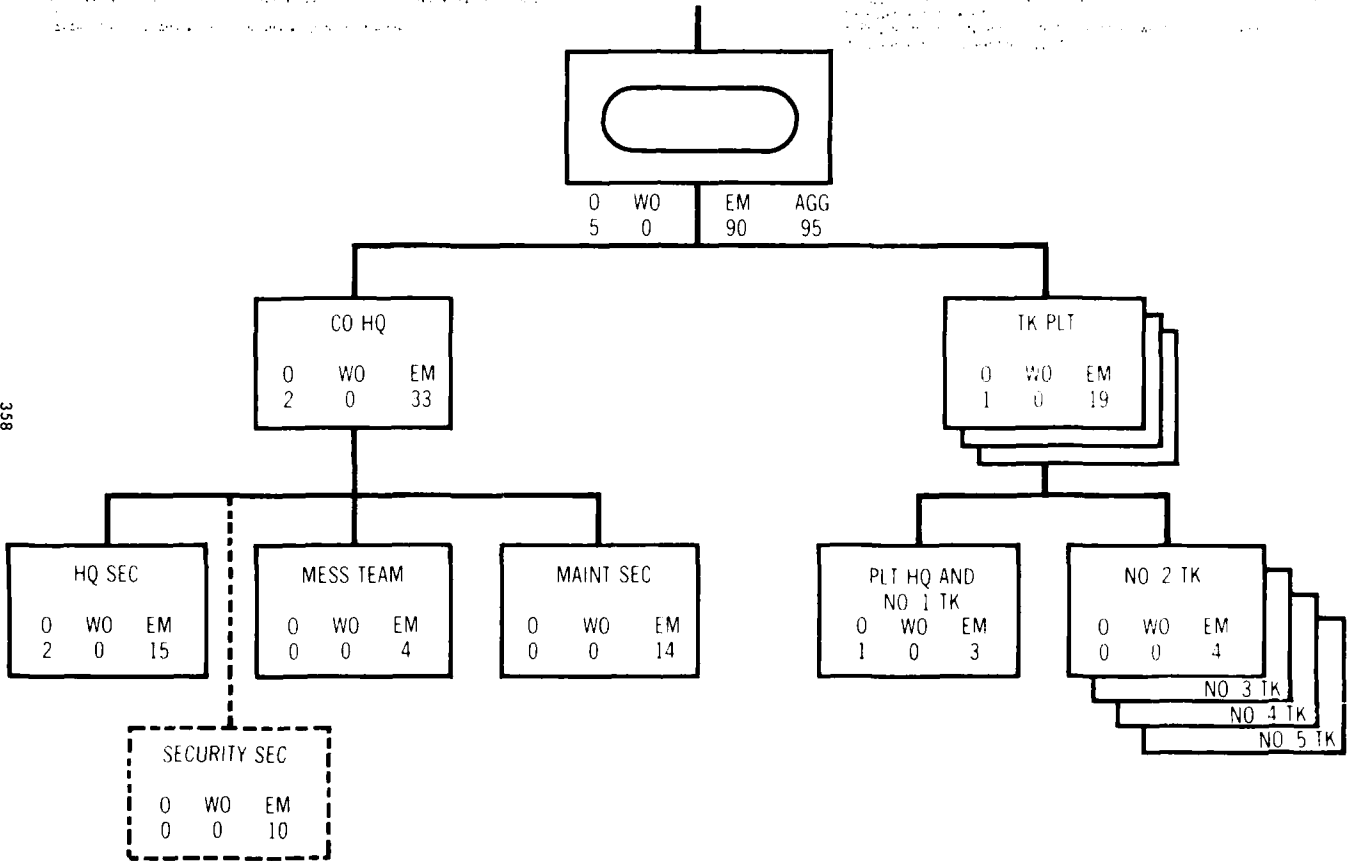 O WO EM AGG
5 0 90 95
CO HQ
O WO EM
2 0 33
TK PLT
O WO EM
1 0 19
358
HQ SEC
O WO EM
2 0 15
MESS TEAM
O WO EM
0 0 4
MAINT SEC
O WO EM
0 0 14
PLT HQ AND
NO 1 TK
O WO EM
1 0 3
NO 2 TK
O WO EM
0 0 4
NO 3 TK
NO 4 TK
NO 5 TK
SECURITY SEC
O WO EM
0 0 10